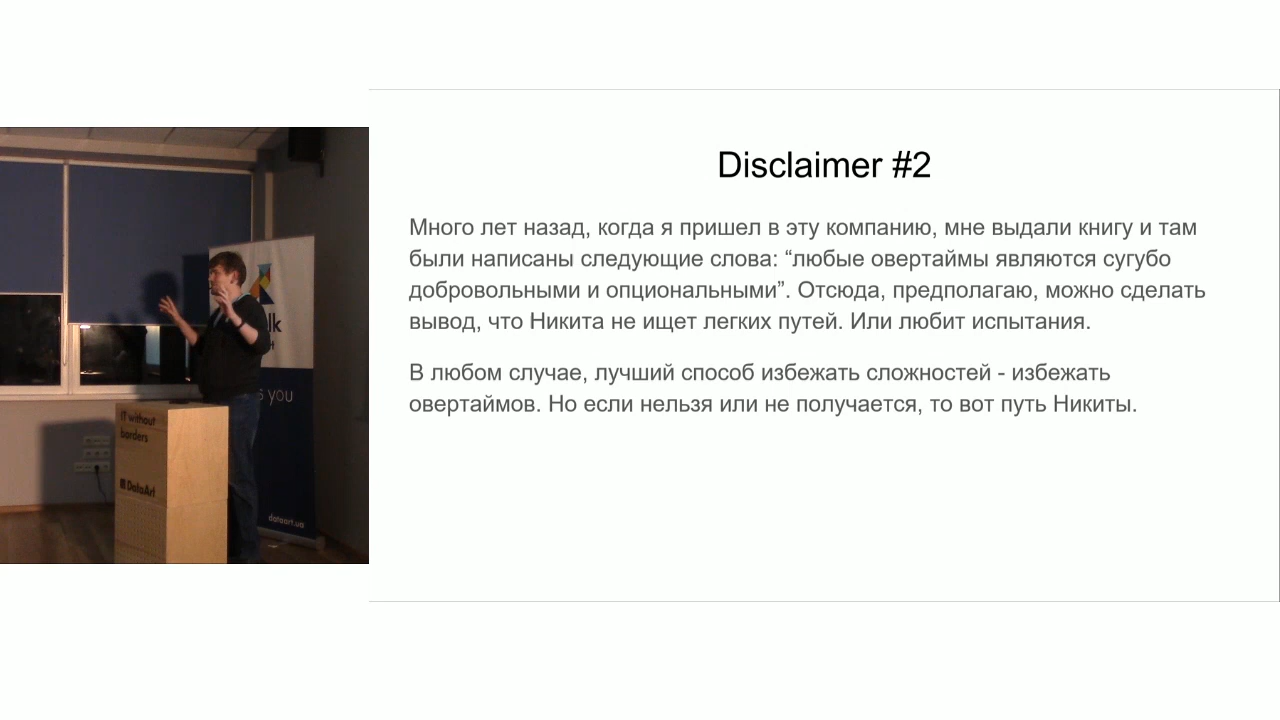 Disclaimer #2
Много лет назад, когда я пришел в эту компанию, мне выдали книгу и там
были написаны следующие слова: “любые овертаймы являются сугубо
добровольными и опциональными”. Отсюда, предполагаю, можно сделать
вывод, что Никита не ищет легких путей. Или любит испытания.
В любом случае, лучший способ избежать сложностей - избежать
овертаймов. Но если нельзя или не получается, то вот путь Никиты.
you
IT without
borders
DataArt
dataart.ua